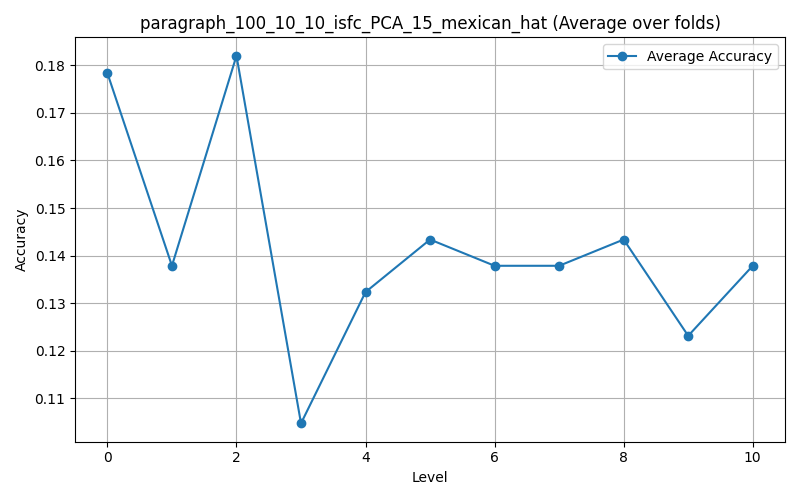 paragraph_100_10_10_isfc_PCA_15_mexican_hat (Average over folds)
Average Accuracy
0.18
0.17
0.16
0.15
0.14
0.13
0.12
0.11
Accuracy
0 2 4 6 8 10
Level